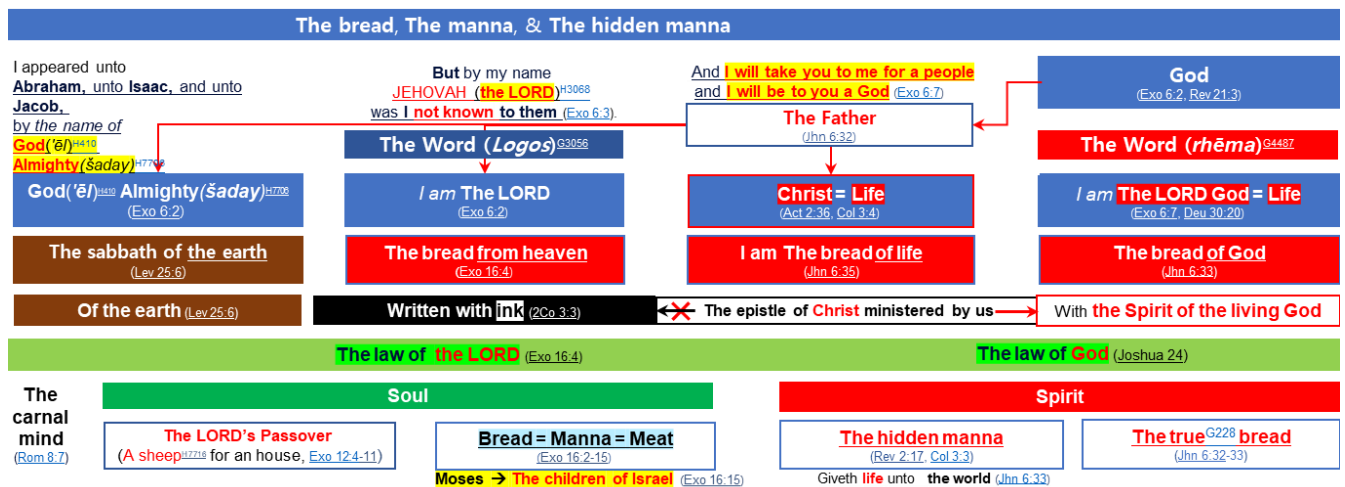 The bread, The manna, & The hidden manna
I appeared unto
Abraham, unto Isaac, and unto
Jacob,
by the name of
God('ēl)H410
Almighty(šaday)H7706
But by my name
JEHOVAH (the LORD)H3068
was I not known to them (Exo 6:3).
And I will take you to me for a people
and I will be to you a God (Exo 6:7)
The Father
(Jhn 6:32)
God
(Exo 6:2, Rev 21:3)
The Word (Logos)G3056
The Word (rhēma)G4487
God('ēl)H410 Almighty(šaday)H7706
(Exo 6:2)
I am The LORD
(Exo 6:2)
Christ = Life
(Act 2:36, Col 3:4)
I am The LORD God = Life
(Exo 6:7, Deu 30:20)
The sabbath of the earth
(Lev 25:6)
The bread from heaven
(Exo 16:4)
I am The bread of life
(Jhn 6:35)
The bread of God
(Jhn 6:33)
Of the earth (Lev 25:6)
Written with ink (2Co 3:3)
The epistle of Christ ministered by us
With the Spirit of the living God
The law of the LORD (Exo 16:4)
The law of God (Joshua 24)
The
carnal
mind
(Rom 8:7)
Soul
Spirit
The LORD's Passover
(A sheepH7716 for an house, Exo 12:4-11)
Bread = Manna = Meat
(Exo 16:2-15)
Moses → The children of Israel (Exo 16:15)
The hidden manna
(Rev 2:17, Col 3:3)
Giveth life unto the world (Jhn 6:33)
The trueG228 bread
(Jhn 6:32-33)